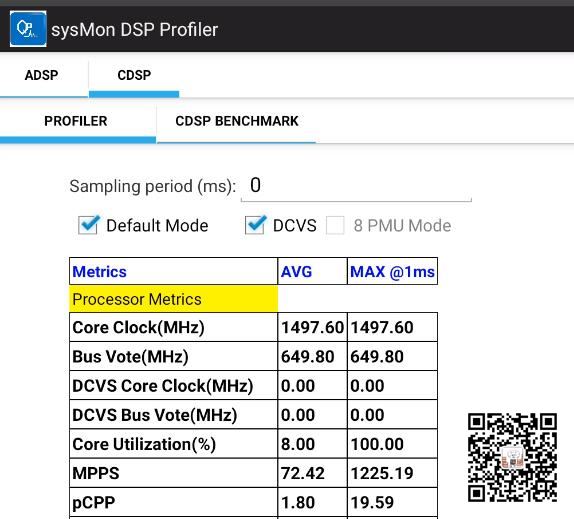 sysMon DSP Profiler
ADSP CDSP
PROFILER CDSP BENCHMARK
Sampling period (ms): 0
Default Mode DCVS 8 PMU Mode
Metrics AVG MAX @1ms
Processor Metrics
Core Clock(MHz) 1497.60 1497.60
Bus Vote(MHz) 649.80 649.80
DCVS Core Clock(MHz) 0.00 0.00
DCVS Bus Vote(MHz) 0.00 0.00
Core Utilization(%) 8.00 100.00
MPPS 72.42 1225.19
pCPP 1.80 19.59